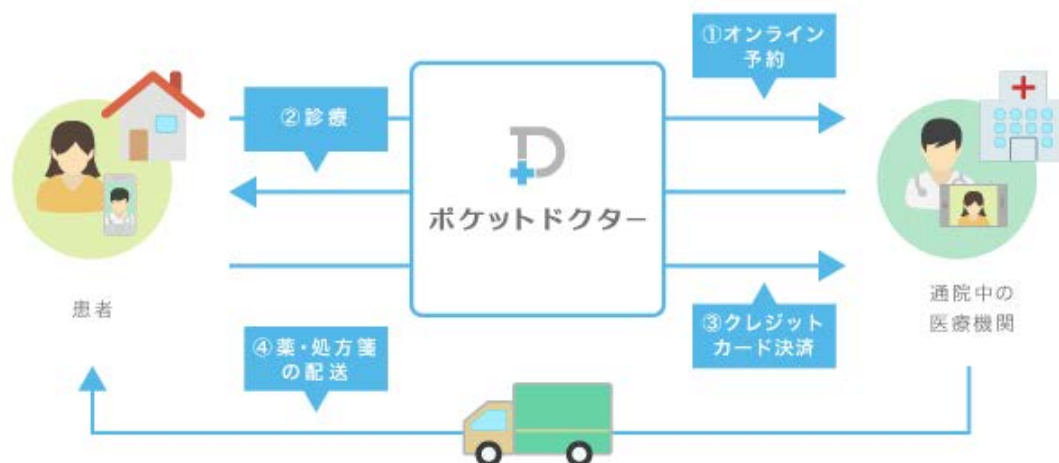 ①オンライン
予約
②診療
ポケットドクター
患者
通院中の
医療機関
③クレジット
カード決済
④薬・処方箋
の配送